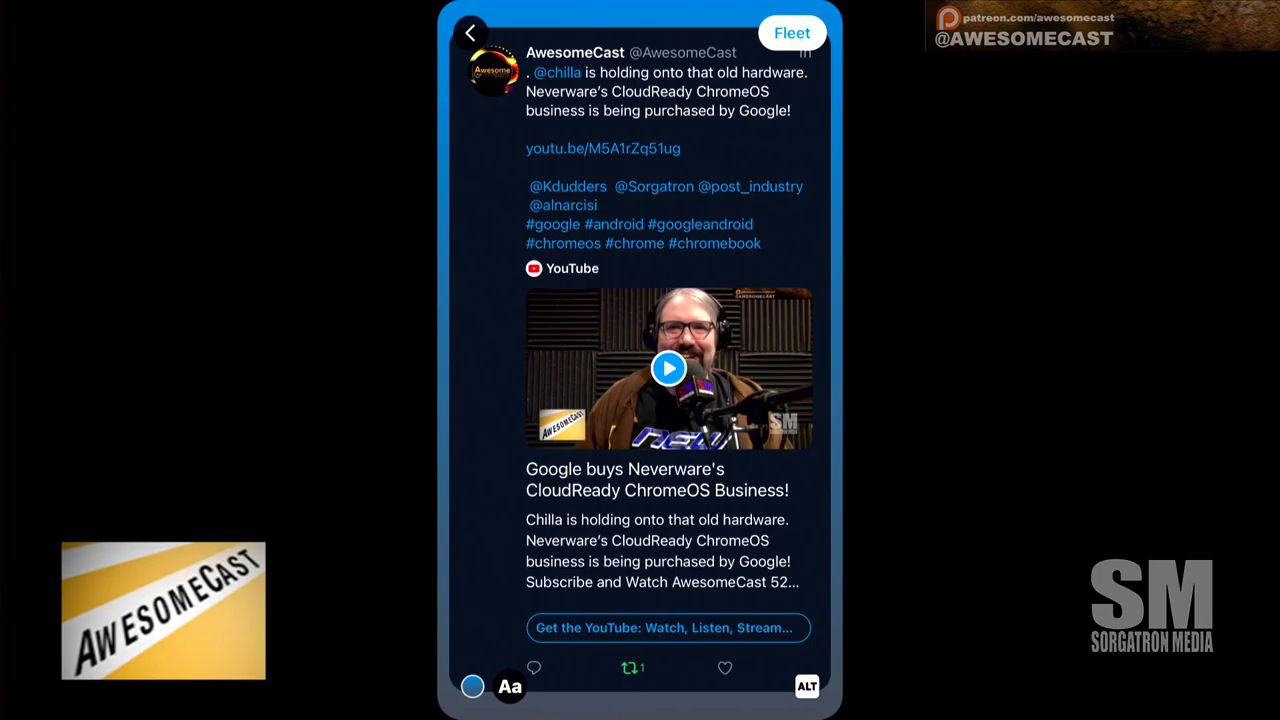 patreon.com/awesomecast
@AWESOMECAST
Fleet
AwesomeCast @AwesomeCast
. @chilla is holding onto that old hardware.
Neverware's CloudReady ChromeOS
business is being purchased by Google!
youtu.be/M5A1rZq51ug
@Kdudders @Sorgatron @post_industry
@alnarcisi
#google #android #googleandroid
#chromeos #chrome #chromebook
YouTube
AWESOMECAST
SM
Google buys Neverware's
CloudReady ChromeOS Business!
Chilla is holding onto that old hardware.
Neverware's CloudReady ChromeOS
business is being purchased by Google!
Subscribe and Watch AwesomeCast 52...
Get the YouTube: Watch, Listen, Stream...
1
Aa
ALT
AWESOMECAST
SM
SORGATRON MEDIA